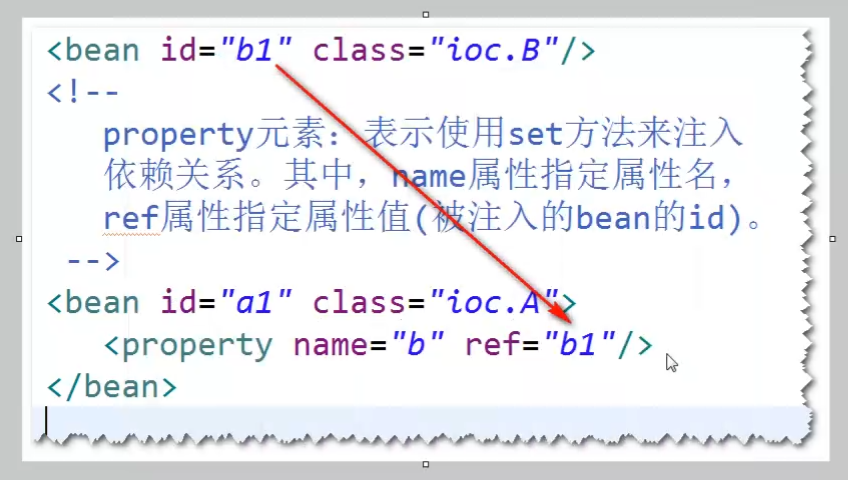 <bean id="b1" class="ioc.B"/>
<!--
property元素：表示使用set方法来注入
依赖关系。其中，name属性指定属性名，
ref属性指定属性值(被注入的bean的id)。
-->
<bean id="a1" class="ioc.A">
<property name="b" ref="b1"/>
</bean>